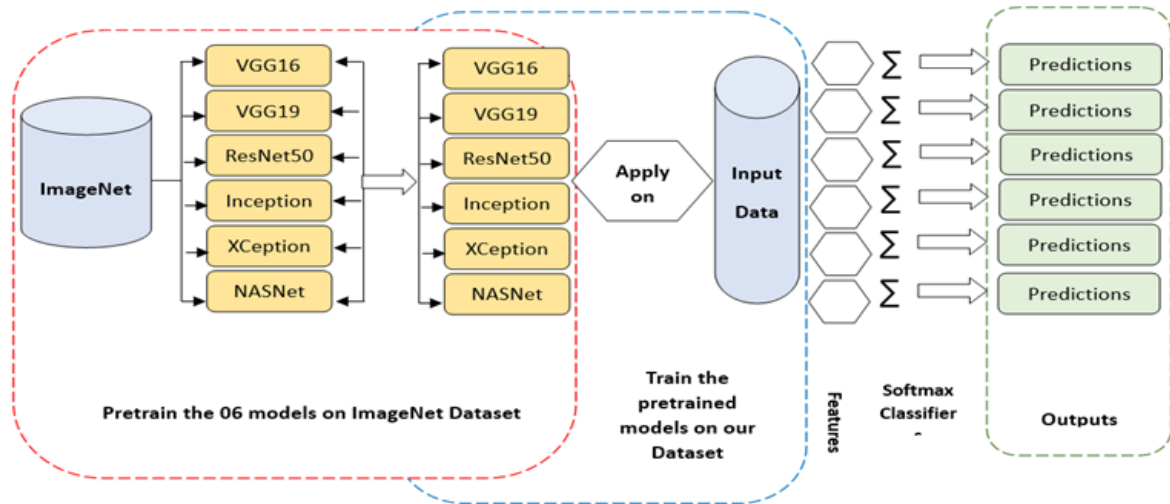 ImageNet
VGG16
VGG19
ResNet50
Inception
XCeption
NASNet
VGG16
VGG19
ResNet50
Inception
XCeption
NASNet
Apply
on
Input
Data
Σ
Σ
Σ
Σ
Σ
Σ
Predictions
Predictions
Predictions
Predictions
Predictions
Predictions
Pretrain the 06 models on ImageNet Dataset
Train the
pretrained
models on our
Dataset
Features
Softmax
Classifier
Outputs